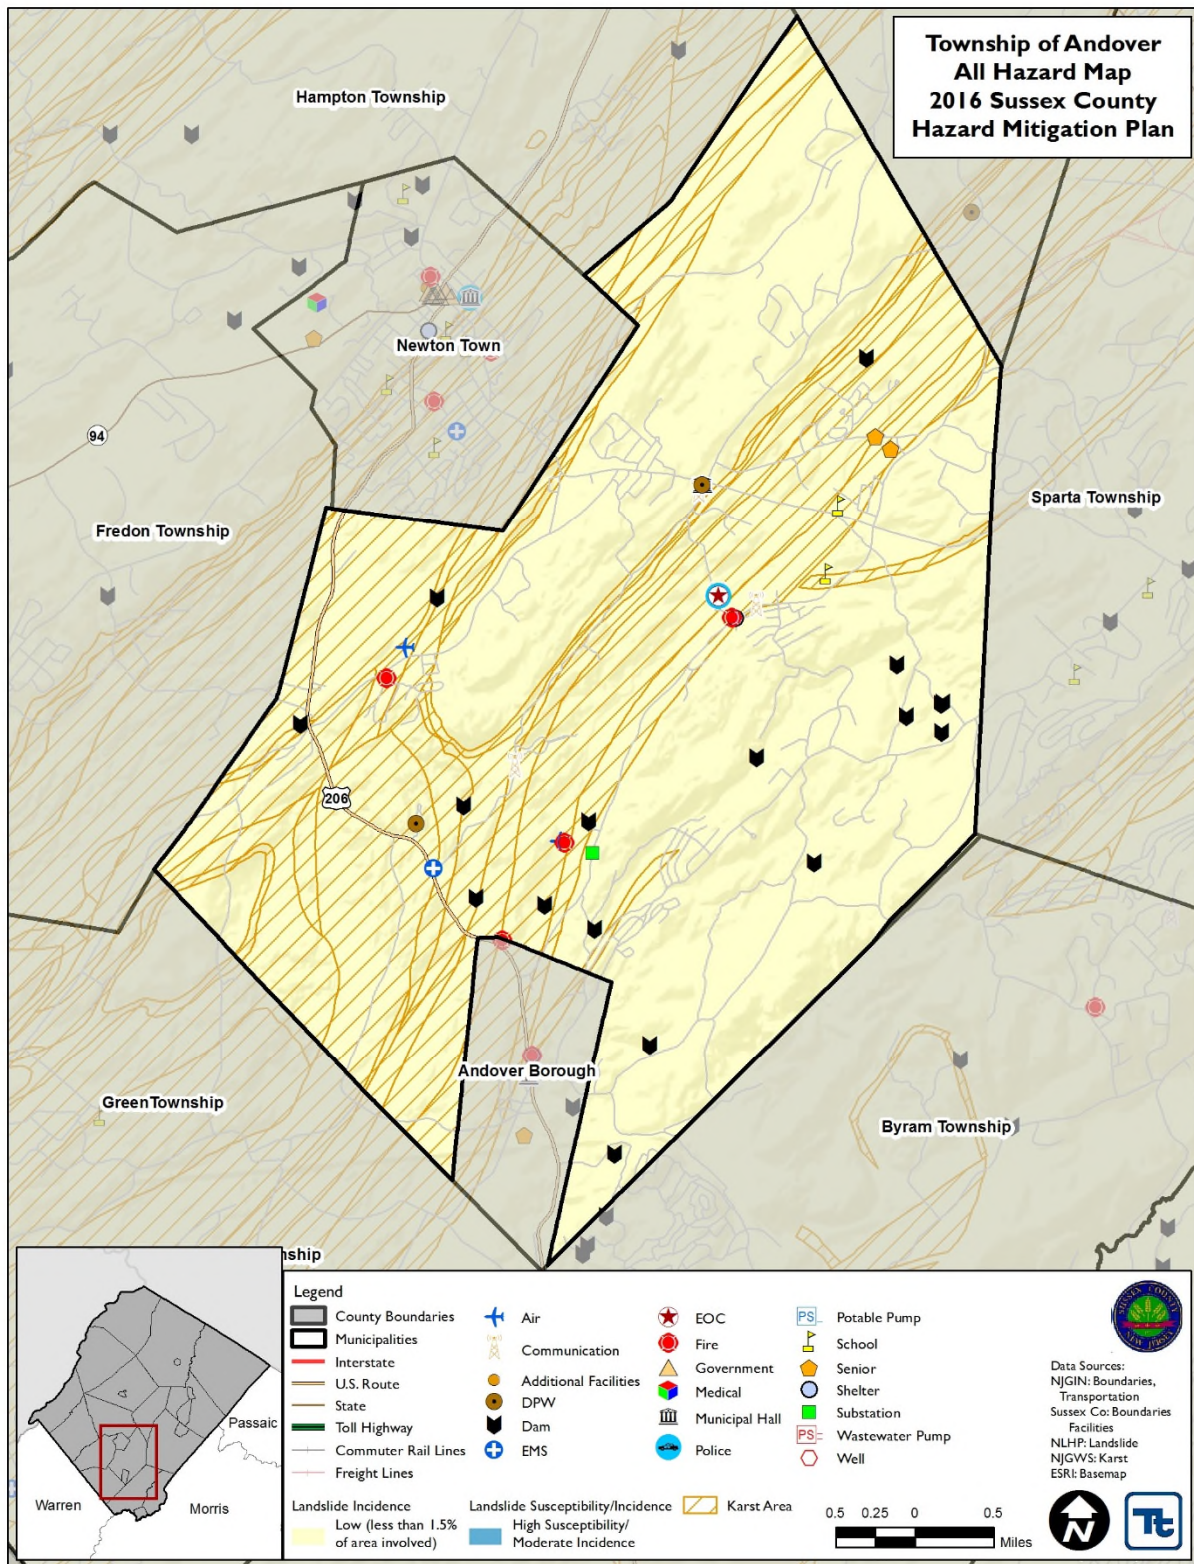 Township of Andover
All Hazard Map
2016 Sussex County
Hazard Mitigation Plan
Hampton Township
Newton Town
94
Fredon Township
Sparta Township
206
Andover Borough
GreenTownship
Byram Township
nship
Legend
County Boundaries
Municipalities
Interstate
U.S. Route
State
Toll Highway
Commuter Rail Lines
Freight Lines
Air
Communication
Additional Facilities
DPW
Dam
EMS
EOC
Fire
Government
Medical
Municipal Hall
Police
PS
Potable Pump
School
Senior
Shelter
Substation
PS
Wastewater Pump
Well
Landslide Incidence
Low (less than 1.5%
of area involved)
Landslide Susceptibility/Incidence
High Susceptibility/
Moderate Incidence
Karst Area
0.5 0.25 0 0.5
Miles
SUSSEX COUNTY
NEW JERSEY
Data Sources:
NJGIN: Boundaries,
Transportation
Sussex Co: Boundaries
Facilities
NLHP: Landslide
NJGWS: Karst
ESRI: Basemap
N
Tt
Passaic
Warren
Morris